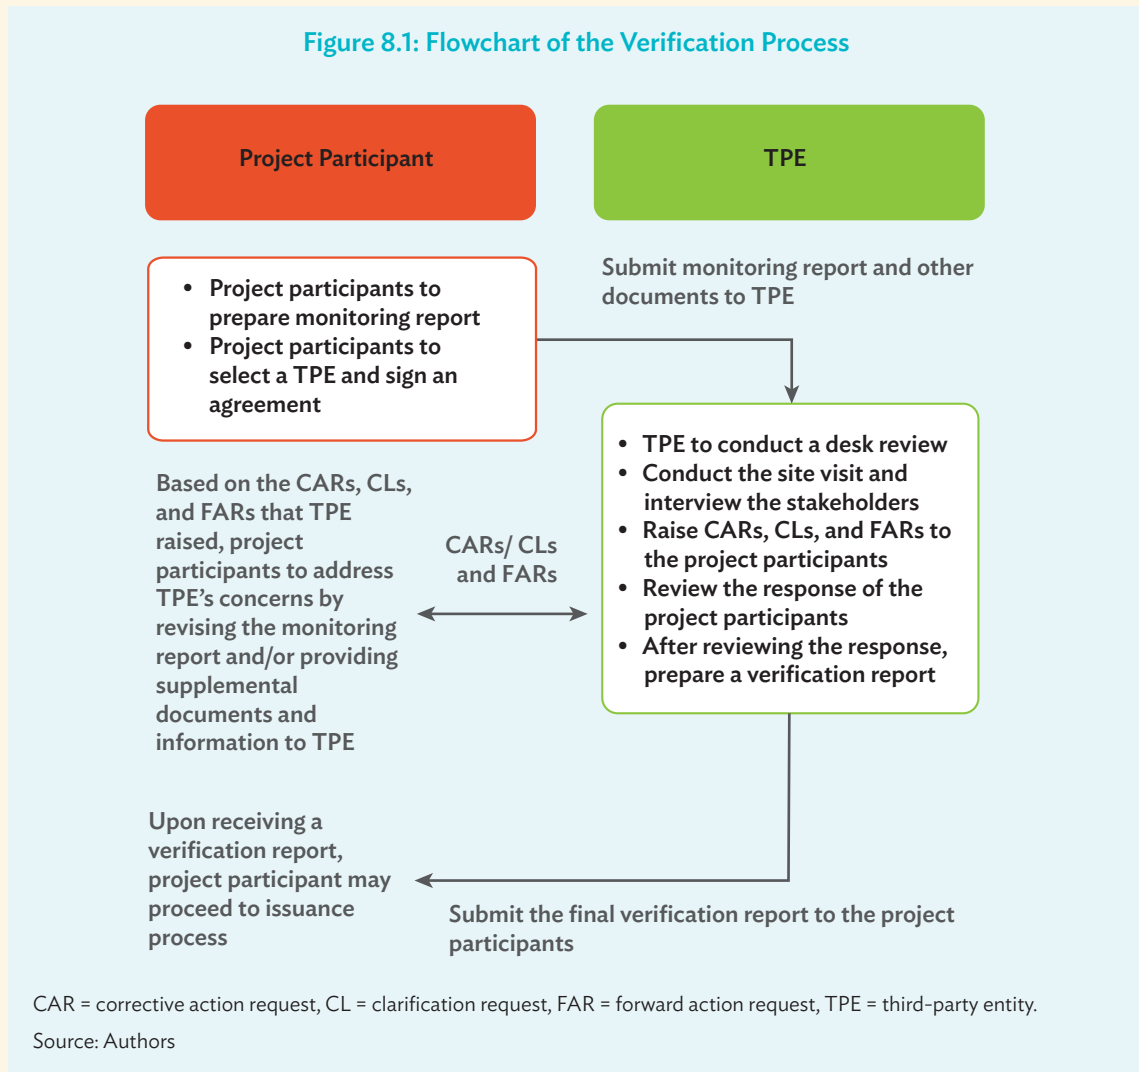 Figure 8.1: Flowchart of the Verification Process
Project Participant
TPE
• Project participants to
prepare monitoring report
• Project participants to
select a TPE and sign an
agreement
Submit monitoring report and other
documents to TPE
• TPE to conduct a desk review
• Conduct the site visit and
interview the stakeholders
• Raise CARs, CLs, and FARs to
the project participants
• Review the response of the
project participants
• After reviewing the response,
prepare a verification report
Based on the CARs, CLs,
and FARs that TPE
raised, project
participants to address
TPE’s concerns by
revising the monitoring
report and/or providing
supplemental
documents and
information to TPE
CARs/ CLs
and FARs
Upon receiving a
verification report,
project participant may
proceed to issuance
process
Submit the final verification report to the project
participants
CAR = corrective action request, CL = clarification request, FAR = forward action request, TPE = third-party entity.
Source: Authors